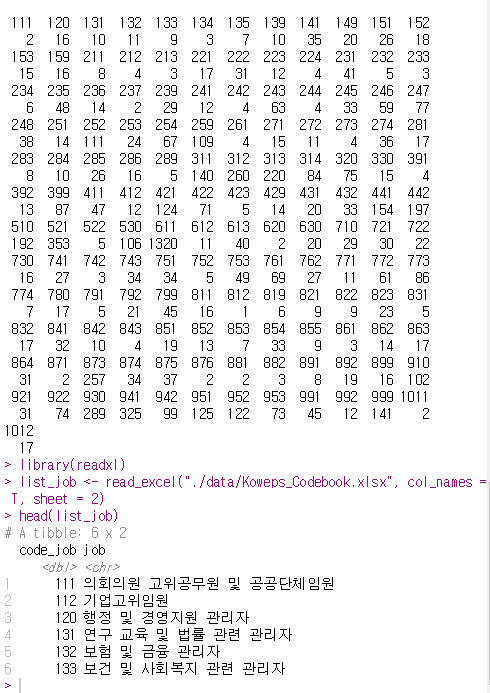 111 120 131 132 133 134 135 139 141 149 151 152
2 16 10 11 9 3 7 10 35 20 26 18
153 159 211 212 213 221 222 223 224 231 232 233
15 16 8 4 3 17 31 12 4 41 5 3
234 235 236 237 239 241 242 243 244 245 246 247
6 48 14 2 29 12 4 63 4 33 59 77
248 251 252 253 254 259 261 271 272 273 274 281
38 14 111 24 67 109 4 15 11 4 36 17
283 284 285 286 289 311 312 313 314 320 330 391
8 10 26 16 5 140 260 220 84 75 15 4
392 399 411 412 421 422 423 429 431 432 441 442
13 87 47 12 124 71 5 14 20 33 154 197
510 521 522 530 611 612 613 620 630 710 721 722
192 353 5 106 1320 11 40 2 20 29 30 22
730 741 742 743 751 752 753 761 762 771 772 773
16 27 3 34 34 5 49 69 27 11 61 86
774 780 791 792 799 811 812 819 821 822 823 831
7 17 5 21 45 16 1 6 9 9 23 5
832 841 842 843 851 852 853 854 855 861 862 863
17 32 10 4 19 13 7 33 9 3 14 17
864 871 873 874 875 876 881 882 891 892 899 910
31 2 257 34 37 2 2 3 8 19 16 102
921 922 930 941 942 951 952 953 991 992 999 1011
31 74 289 325 99 125 122 73 45 12 141 2
1012
17
> library(readxl)
> list_job <- read_excel("./data/Koweps_Codebook.xlsx", col_names =
T, sheet = 2)
> head(list_job)
# A tibble: 6 x 2
code_job job
<dbl> <chr>
1 111 의회의원 고위공무원 및 공공단체임원
2 112 기업고위임원
3 120 행정 및 경영지원 관리자
4 131 연구 교육 및 법률 관련 관리자
5 132 보험 및 금융 관리자
6 133 보건 및 사회복지 관련 관리자
>